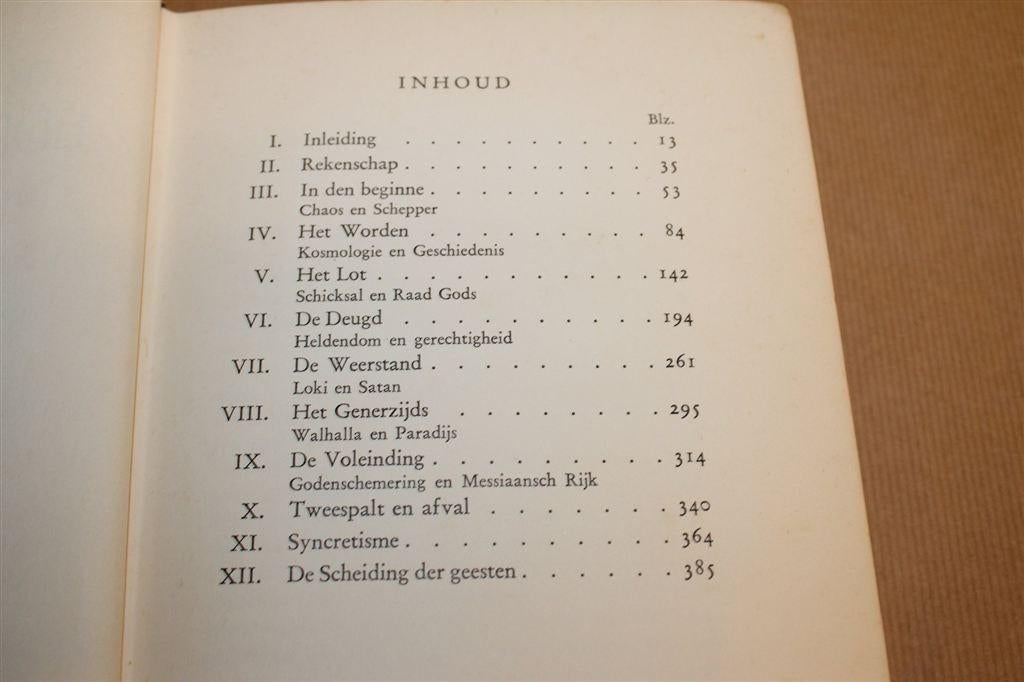 INHOUD
Blz.
I. Inleiding . . . . . . . . . 13
II. Rekenschap . . . . . . . . . 35
III. In den beginne . . . . . . . . 53
Chaos en Schepper
IV. Het Worden . . . . . . . . . 84
Kosmologie en Geschiedenis
V. Het Lot . . . . . . . . . . . 142
Schicksal en Raad Gods
VI. De Deugd . . . . . . . . . . 194
Heldendom en gerechtigheid
VII. De Weerstand . . . . . . . . . 261
Loki en Satan
VIII. Het Generzijds . . . . . . . . 295
Walhalla en Paradijs
IX. De Voleinding . . . . . . . . . 314
Godenschemering en Messiaansch Rijk
X. Tweespalt en afval . . . . . . . 340
XI. Syncretisme . . . . . . . . . . 364
XII. De Scheiding der geesten . . . . . . 385